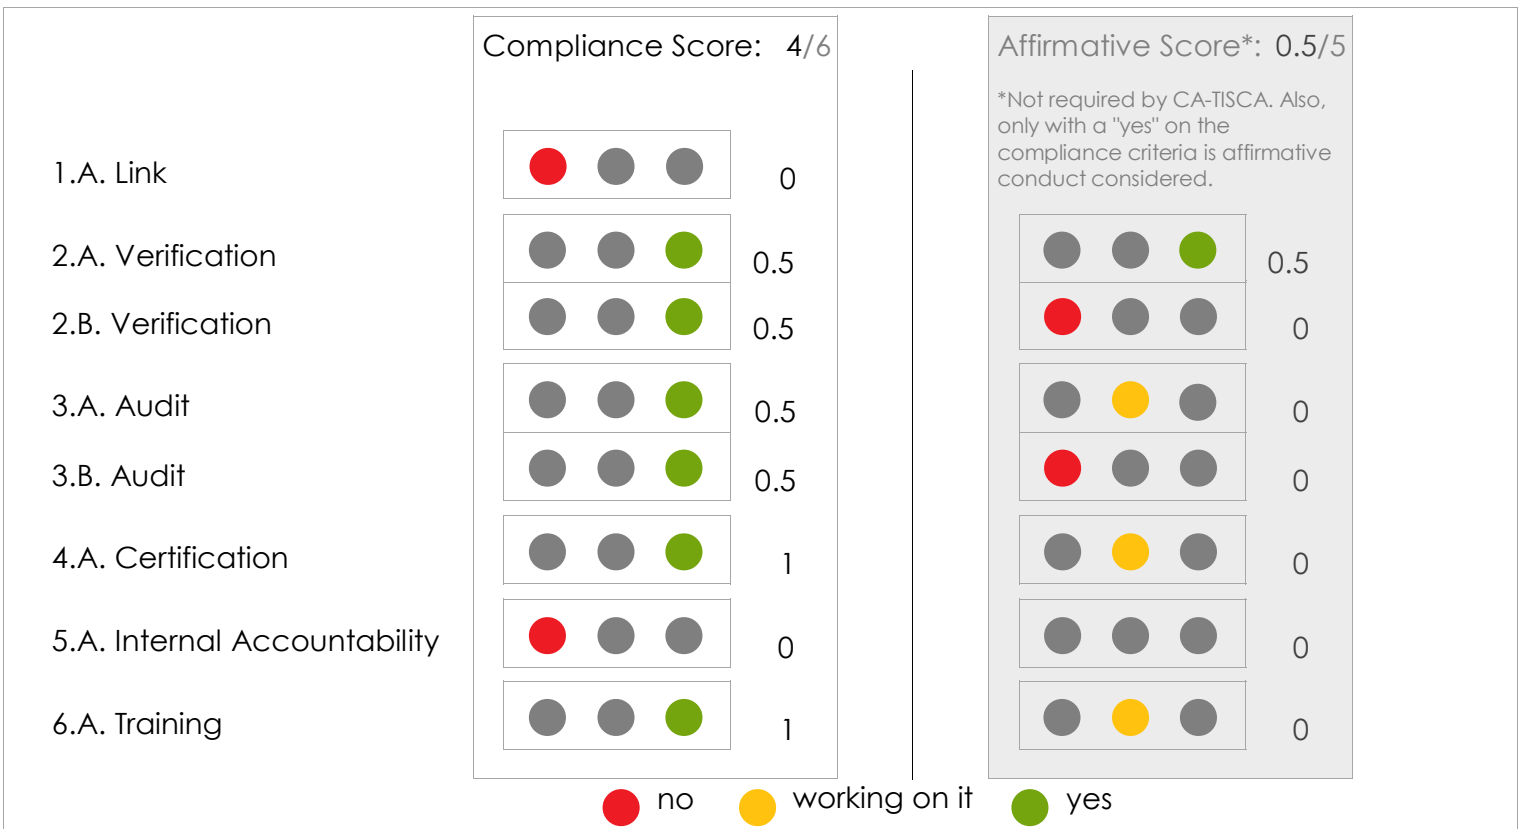 Compliance Score: 4/6
Affirmative Score*: 0.5/5
*Not required by CA-TISCA. Also,
only with a "yes" on the
compliance criteria is affirmative
conduct considered.
1.A. Link 0
2.A. Verification 0.5 0.5
2.B. Verification 0.5 0
3.A. Audit 0.5 0
3.B. Audit 0.5 0
4.A. Certification 1 0
5.A. Internal Accountability 0 0
6.A. Training 1 0
no working on it yes